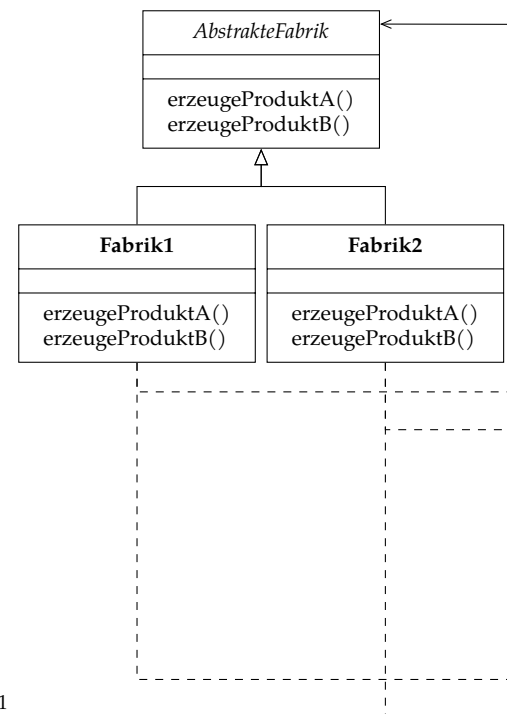 AbstrakteFabrik
erzeugeProduktA()
erzeugeProduktB()
Fabrik1
erzeugeProduktA()
erzeugeProduktB()
Fabrik2
erzeugeProduktA()
erzeugeProduktB()
1